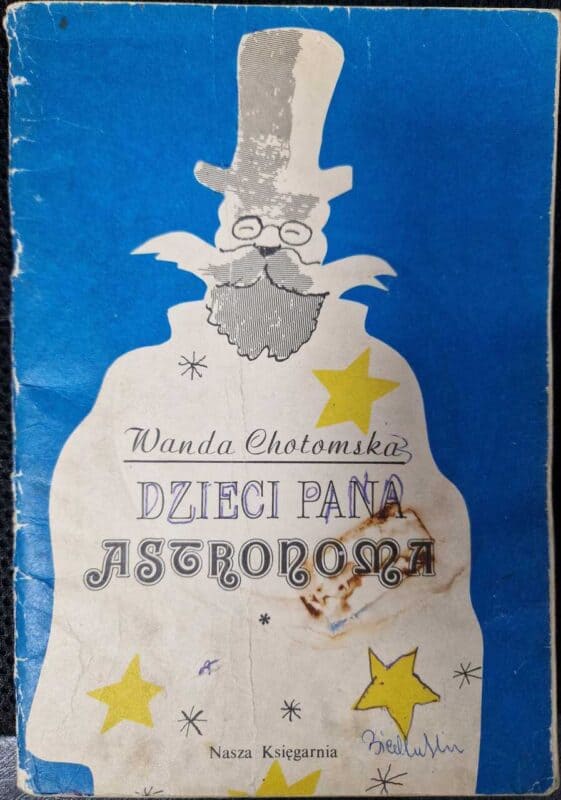 Wanda Chotomska
DZIECI PANA
ASTRONOMA
Nasza Księgarnia